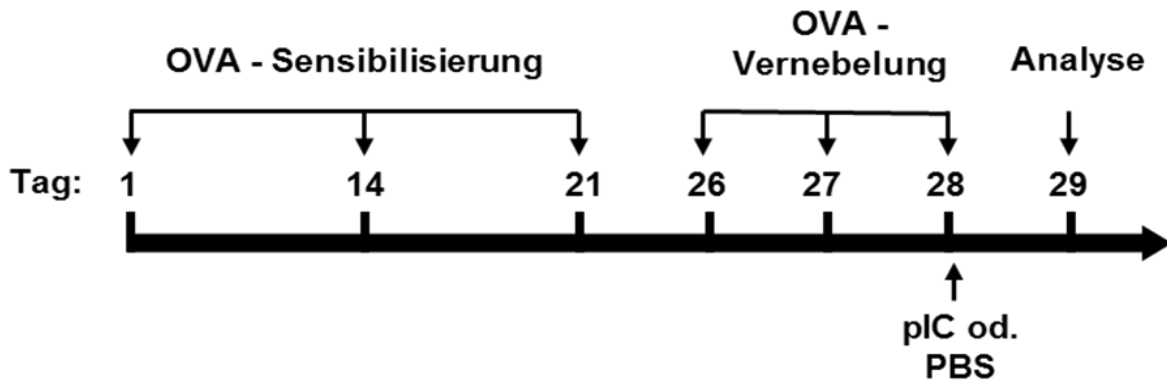 OVA - Sensibilisierung
OVA -
Vernebelung
Analyse
Tag: 1 14 21 26 27 28 29
pIC od.
PBS